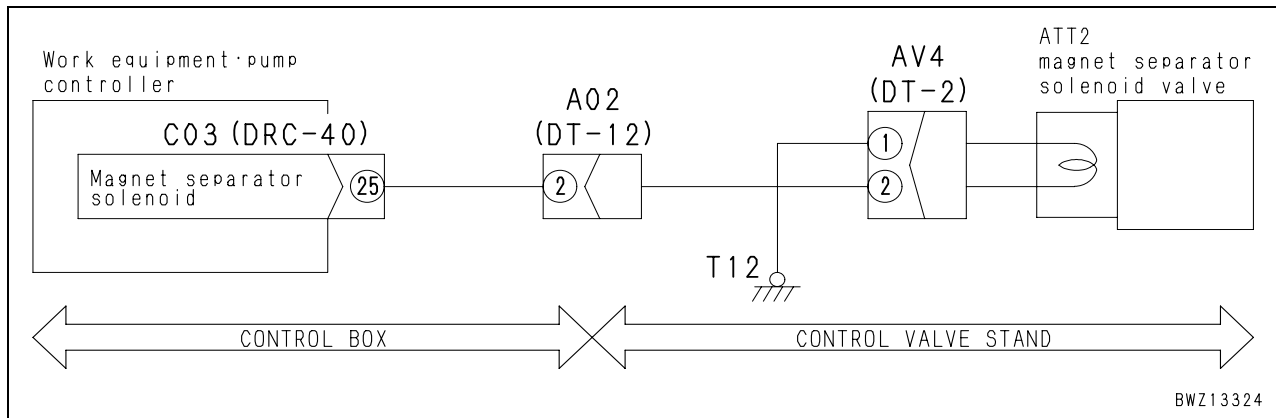 Work equipment·pump
controller
C03 (DRC-40)
Magnet separator
solenoid
25
A02
(DT-12)
2
AV4
(DT-2)
1
2
ATT2
magnet separator
solenoid valve
T12
CONTROL BOX
CONTROL VALVE STAND
BWZ13324